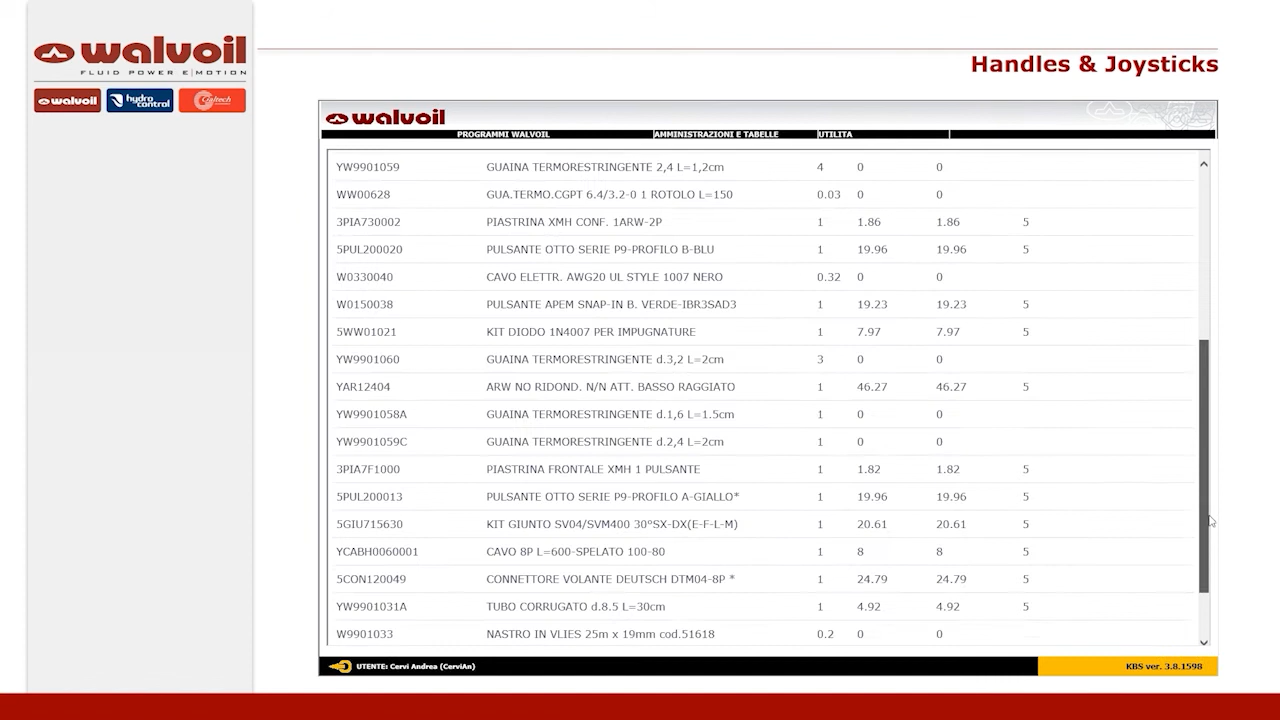 walvoil
FLUID POWER E|MOTION
walvoil hydro control Galtech
Handles & Joysticks
walvoil
PROGRAMMI WALVOIL AMMINISTRAZIONI E TABELLE UTILITA
YW9901059 GUAINA TERMORESTRINGENTE 2,4 L=1,2cm 4 0 0
WW00628 GUA.TERMO.CGPT 6.4/3.2-0 1 ROTOLO L=150 0.03 0 0
3PIA730002 PIASTRINA XMH CONF. 1ARW-2P 1 1.86 1.86 5
5PUL200020 PULSANTE OTTO SERIE P9-PROFILO B-BLU 1 19.96 19.96 5
W0330040 CAVO ELETTR. AWG20 UL STYLE 1007 NERO 0.32 0 0
W0150038 PULSANTE APEM SNAP-IN B. VERDE-IBR3SAD3 1 19.23 19.23 5
5WW01021 KIT DIODO 1N4007 PER IMPUGNATURE 1 7.97 7.97 5
YW9901060 GUAINA TERMORESTRINGENTE d.3,2 L=2cm 3 0 0
YAR12404 ARW NO RIDOND. N/N ATT. BASSO RAGGIATO 1 46.27 46.27 5
YW9901058A GUAINA TERMORESTRINGENTE d.1,6 L=1.5cm 1 0 0
YW9901059C GUAINA TERMORESTRINGENTE d.2,4 L=2cm 1 0 0
3PIA7F1000 PIASTRINA FRONTALE XMH 1 PULSANTE 1 1.82 1.82 5
5PUL200013 PULSANTE OTTO SERIE P9-PROFILO A-GIALLO* 1 19.96 19.96 5
5GIU715630 KIT GIUNTO SV04/SVM400 30°SX-DX(E-F-L-M) 1 20.61 20.61 5
YCABH0060001 CAVO 8P L=600-SPELATO 100-80 1 8 8 5
5CON120049 CONNETTORE VOLANTE DEUTSCH DTM04-8P * 1 24.79 24.79 5
YW9901031A TUBO CORRUGATO d.8.5 L=30cm 1 4.92 4.92 5
W9901033 NASTRO IN VLIES 25m x 19mm cod.51618 0.2 0 0
UTENTE: Cervi Andrea (CerviAn) KBS ver. 3.8.1598